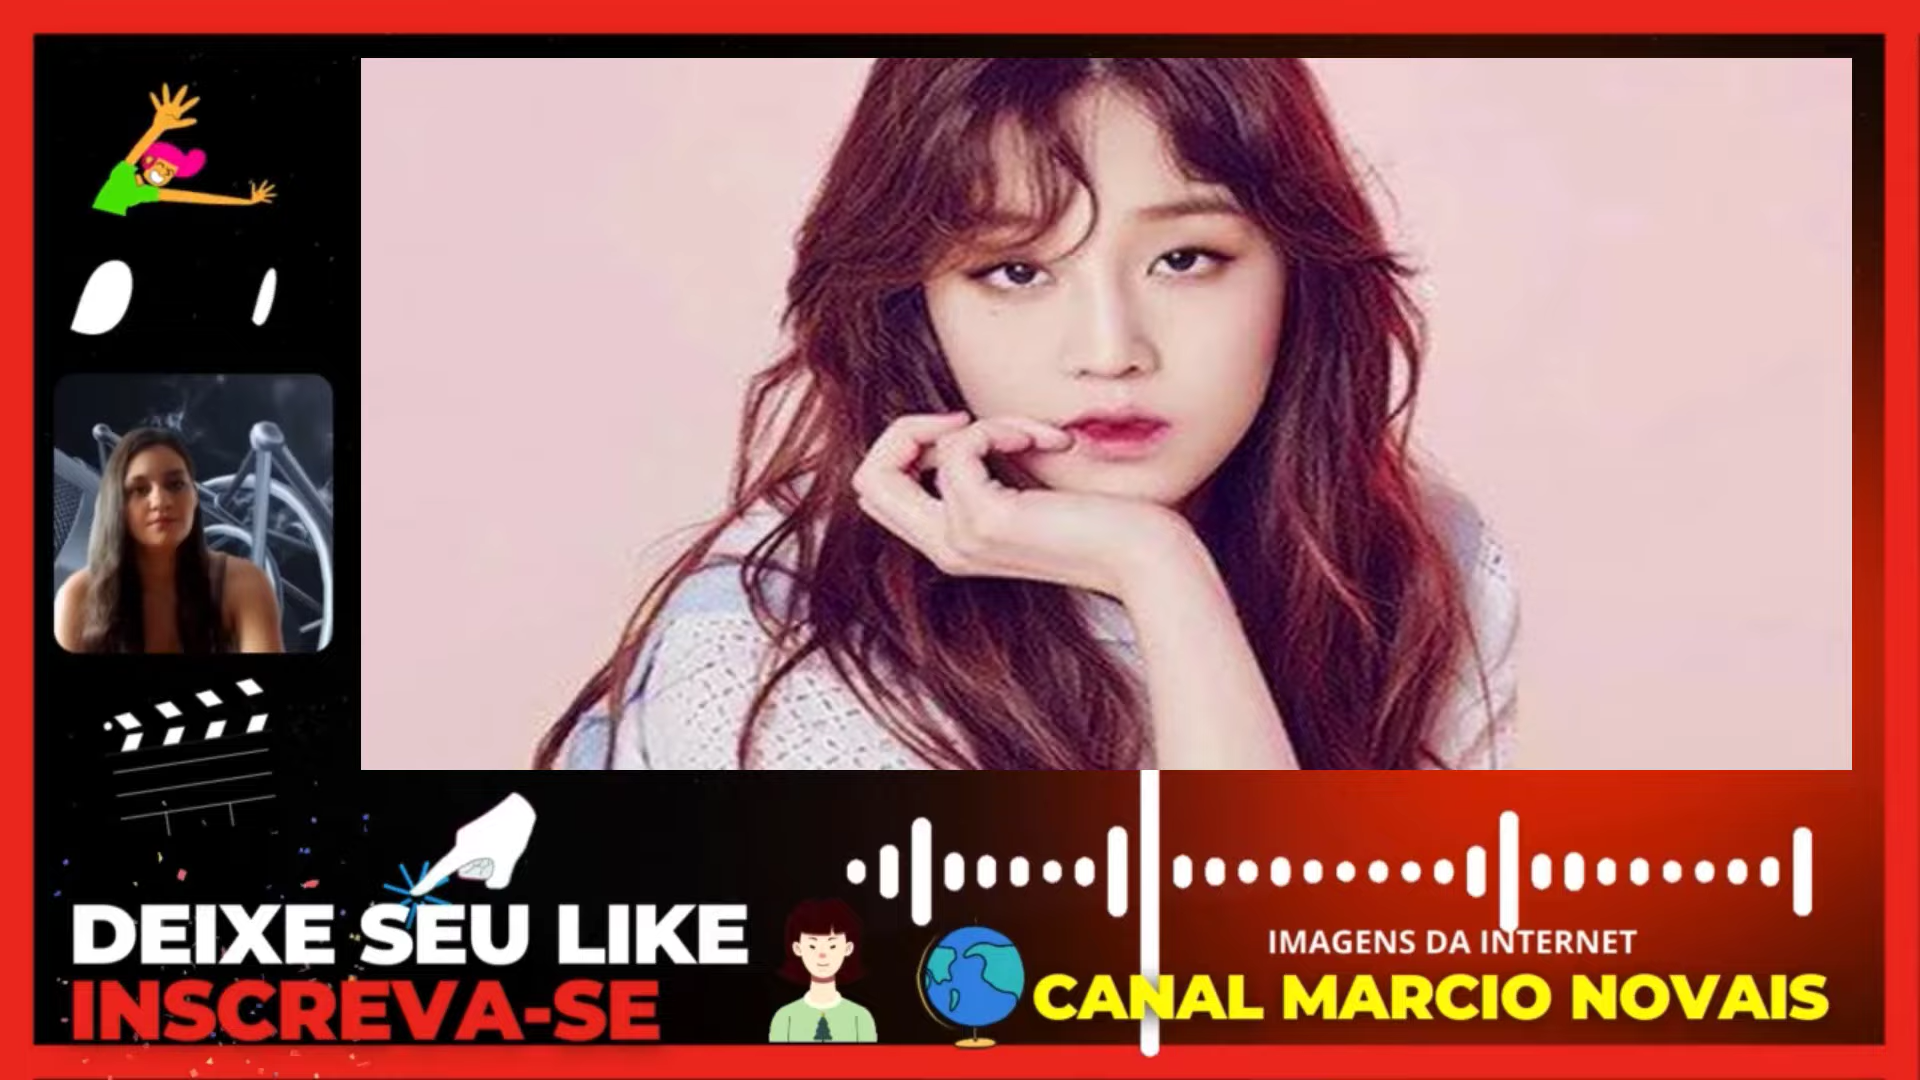 DEIXE SEU LIKE
INSCREVA-SE
IMAGENS DA INTERNET
CANAL MARCIO NOVAIS